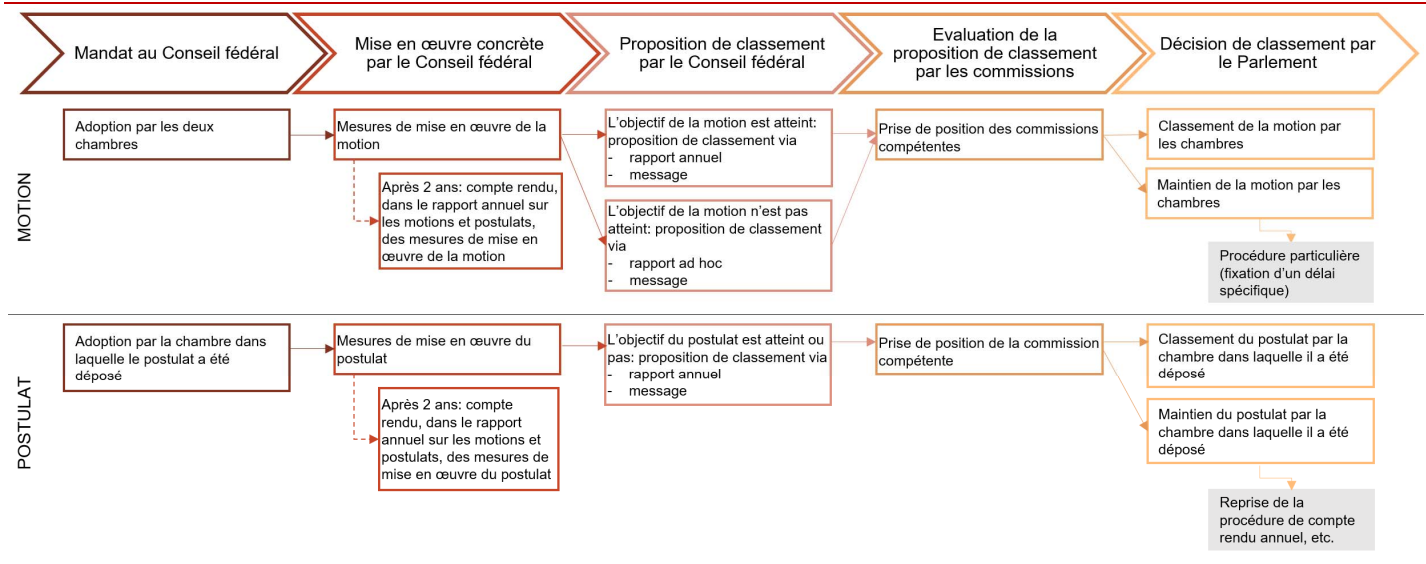 Mandat au Conseil fédéral
Mise en œuvre concrète
par le Conseil fédéral
Proposition de classement
par le Conseil fédéral
Evaluation de la
proposition de classement
par les commissions
Décision de classement par
le Parlement
MOTION
Adoption par les deux
chambres
Mesures de mise en œuvre de la
motion
Après 2 ans: compte rendu,
dans le rapport annuel sur
les motions et postulats,
des mesures de mise en
œuvre de la motion
L'objectif de la motion est atteint:
proposition de classement via
- rapport annuel
- message
L'objectif de la motion n'est pas
atteint: proposition de classement
via
- rapport ad hoc
- message
Prise de position des commissions
compétentes
Classement de la motion par
les chambres
Maintien de la motion par les
chambres
Procédure particulière
(fixation d'un délai
spécifique)
POSTULAT
Adoption par la chambre dans
laquelle le postulat a été
déposé
Mesures de mise en œuvre du
postulat
Après 2 ans: compte
rendu, dans le rapport
annuel sur les motions et
postulats, des mesures de
mise en œuvre du postulat
L'objectif du postulat est atteint ou
pas: proposition de classement via
- rapport annuel
- message
Prise de position de la commission
compétente
Classement du postulat par la
chambre dans laquelle il a été
déposé
Maintien du postulat par la
chambre dans laquelle il a été
déposé
Reprise de la
procédure de compte
rendu annuel, etc.